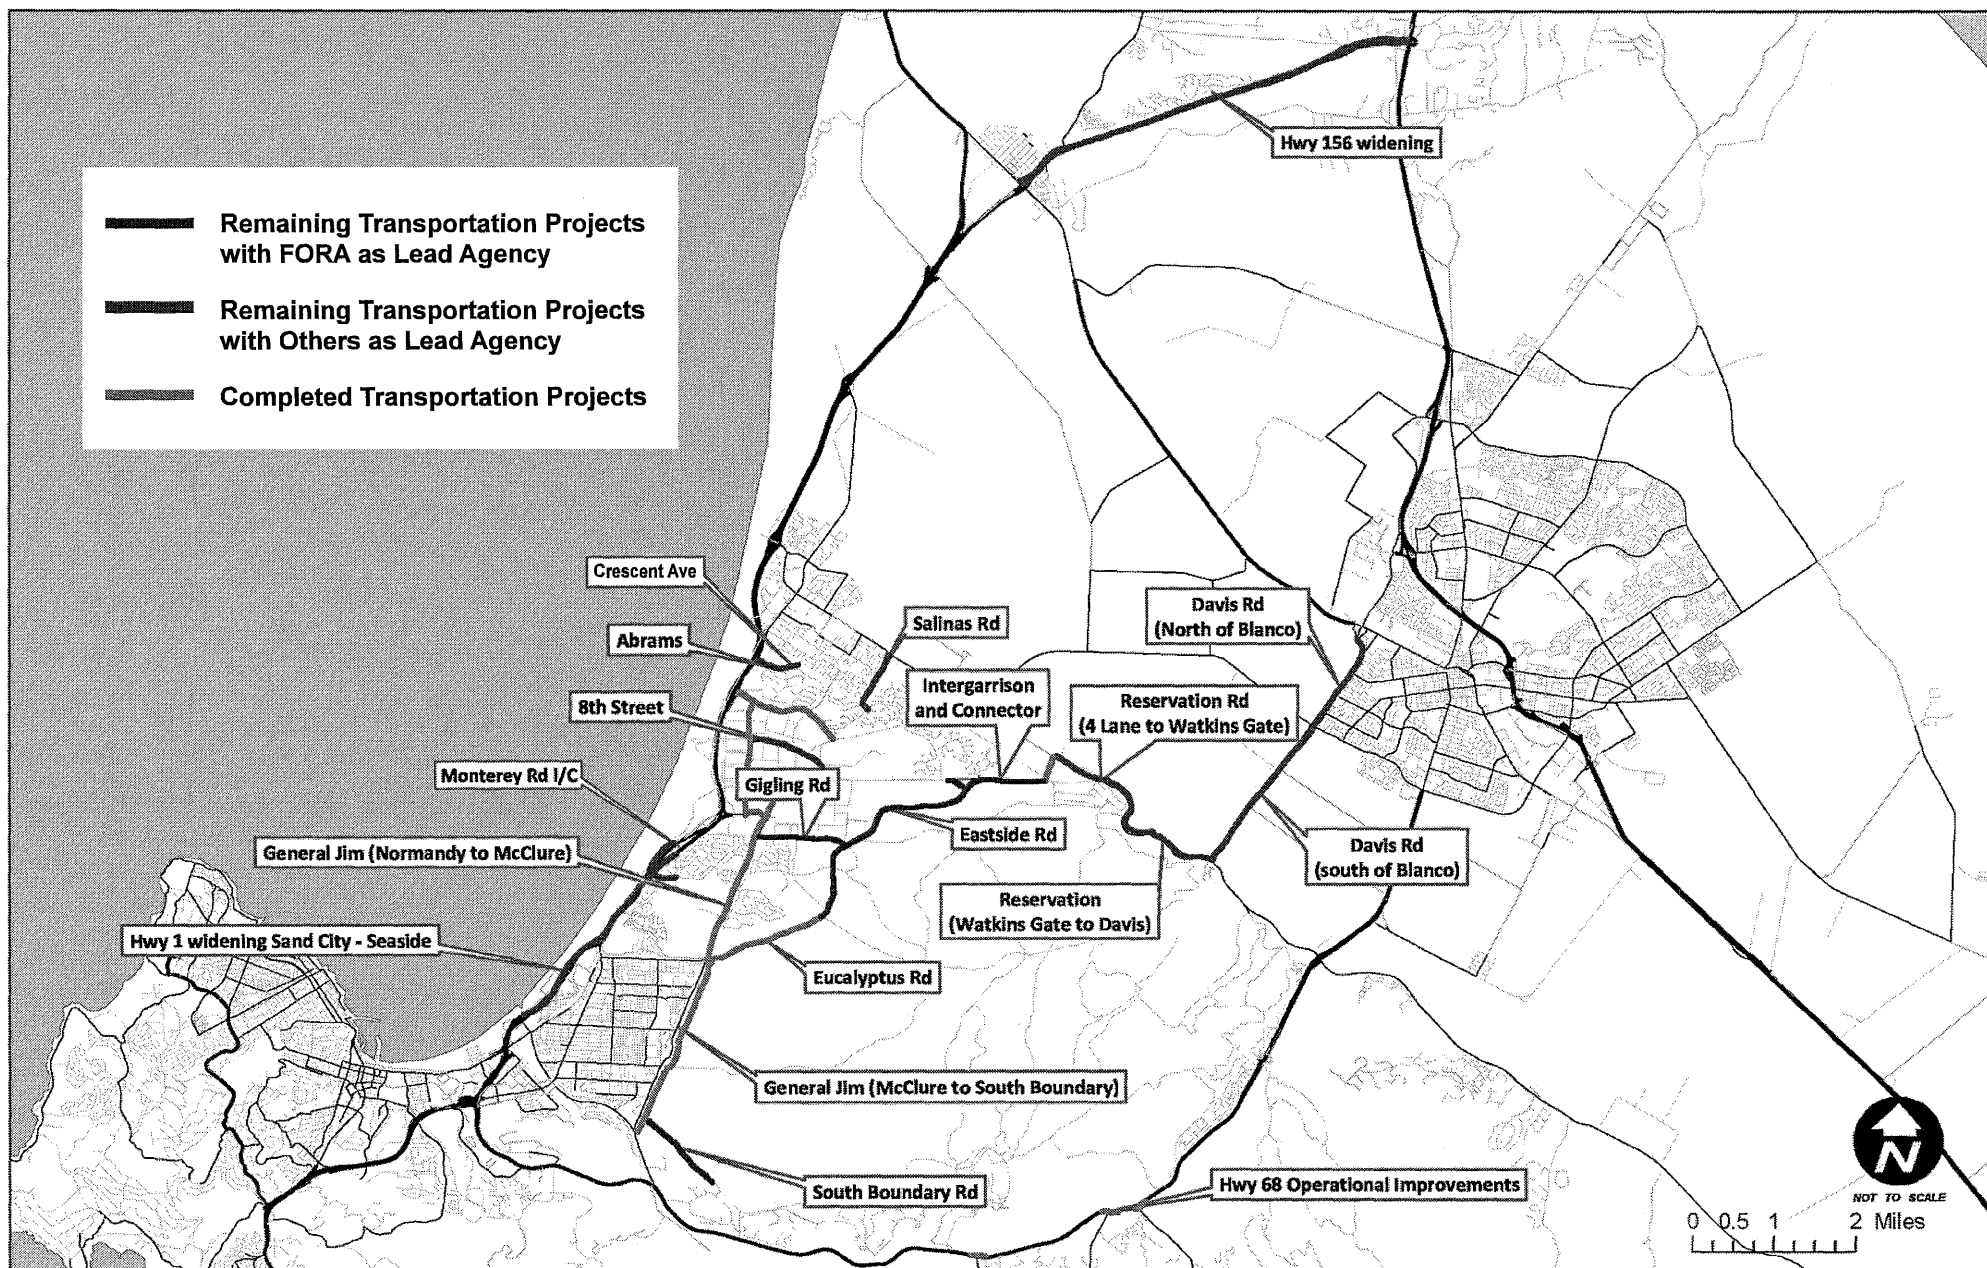 Hwy 156 widening
Remaining Transportation Projects
with FORA as Lead Agency
Remaining Transportation Projects
with Others as Lead Agency
Completed Transportation Projects
Crescent Ave
Abrams
Salinas Rd
Davis Rd
(North of Blanco)
8th Street
Intergarrison
and Connector
Reservation Rd
(4 Lane to Watkins Gate)
Monterey Rd I/C
Gigling Rd
General Jim (Normandy to McClure)
Eastside Rd
Davis Rd
(south of Blanco)
Reservation
(Watkins Gate to Davis)
Hwy 1 widening Sand City - Seaside
Eucalyptus Rd
General Jim (McClure to South Boundary)
South Boundary Rd
Hwy 68 Operational Improvements
N
NOT TO SCALE
0 0.5 1 2 Miles